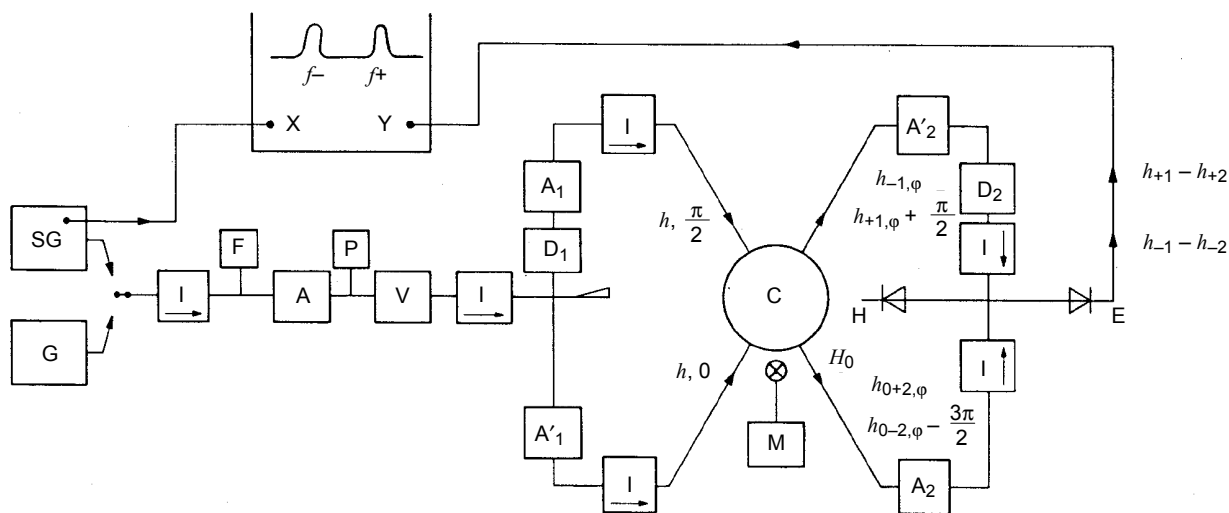 f– f+
X Y
SG
G
I
F
A
P
V
I
A₁
D₁
I
h, π/2
A'₁
I
h, 0
C
M
H₀
A'₂
h₋₁,φ
h₊₁,φ + π/2
D₂
I
H E
I
h₀₊₂,φ
h₀₋₂,φ – 3π/2
A₂
h₊₁ – h₊₂
h₋₁ – h₋₂